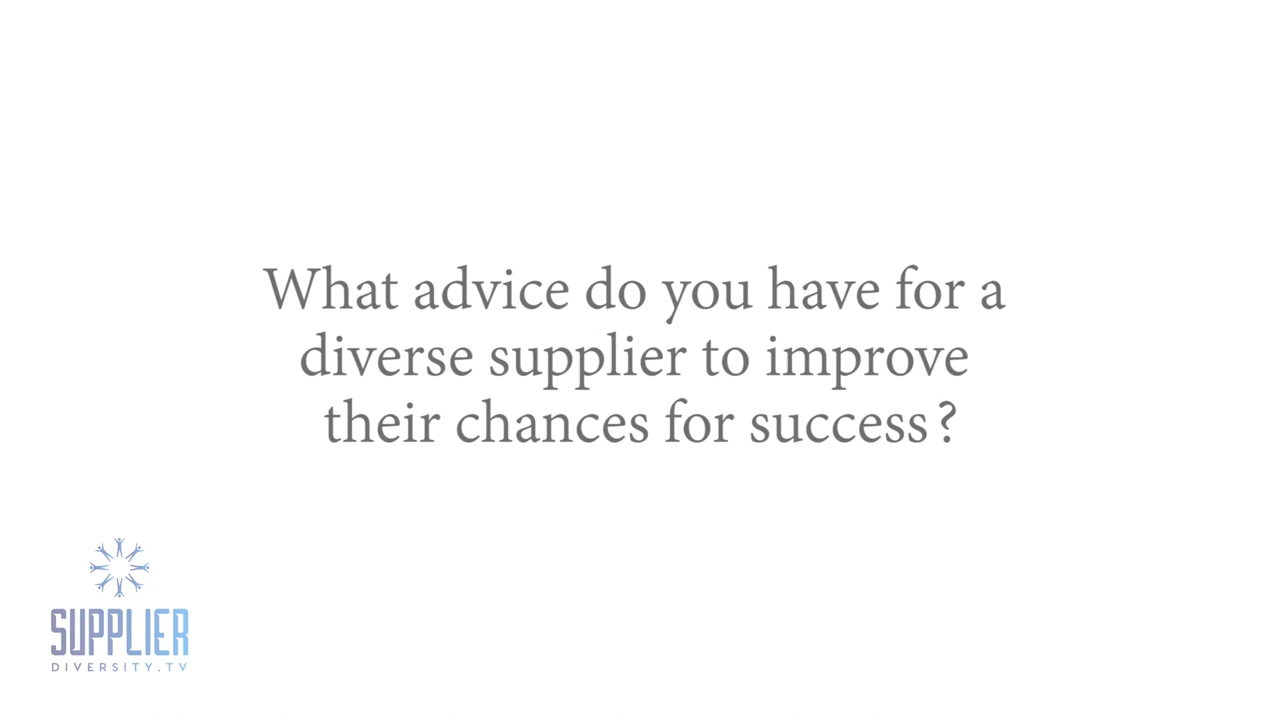 What advice do you have for a
diverse supplier to improve
their chances for success?
SUPPLIER
DIVERSITY.TV